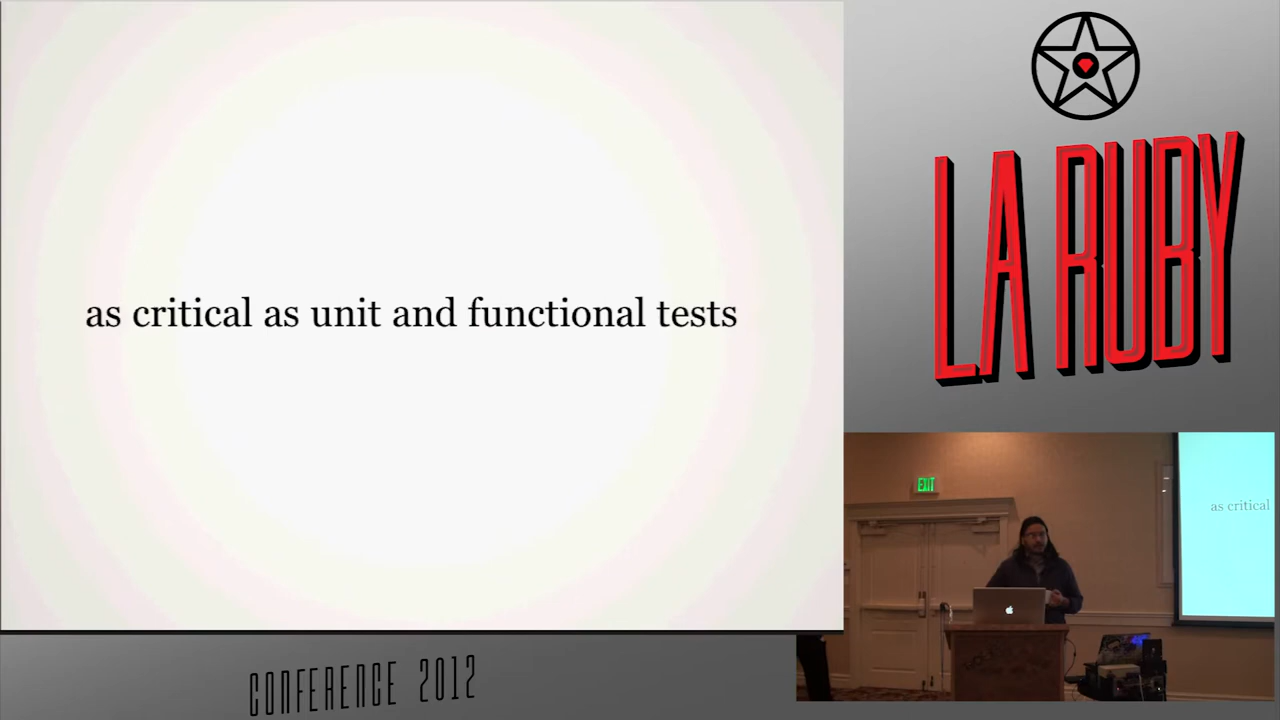 as critical as unit and functional tests
LA RUBY
EXIT
as critical
CONFERENCE 2012